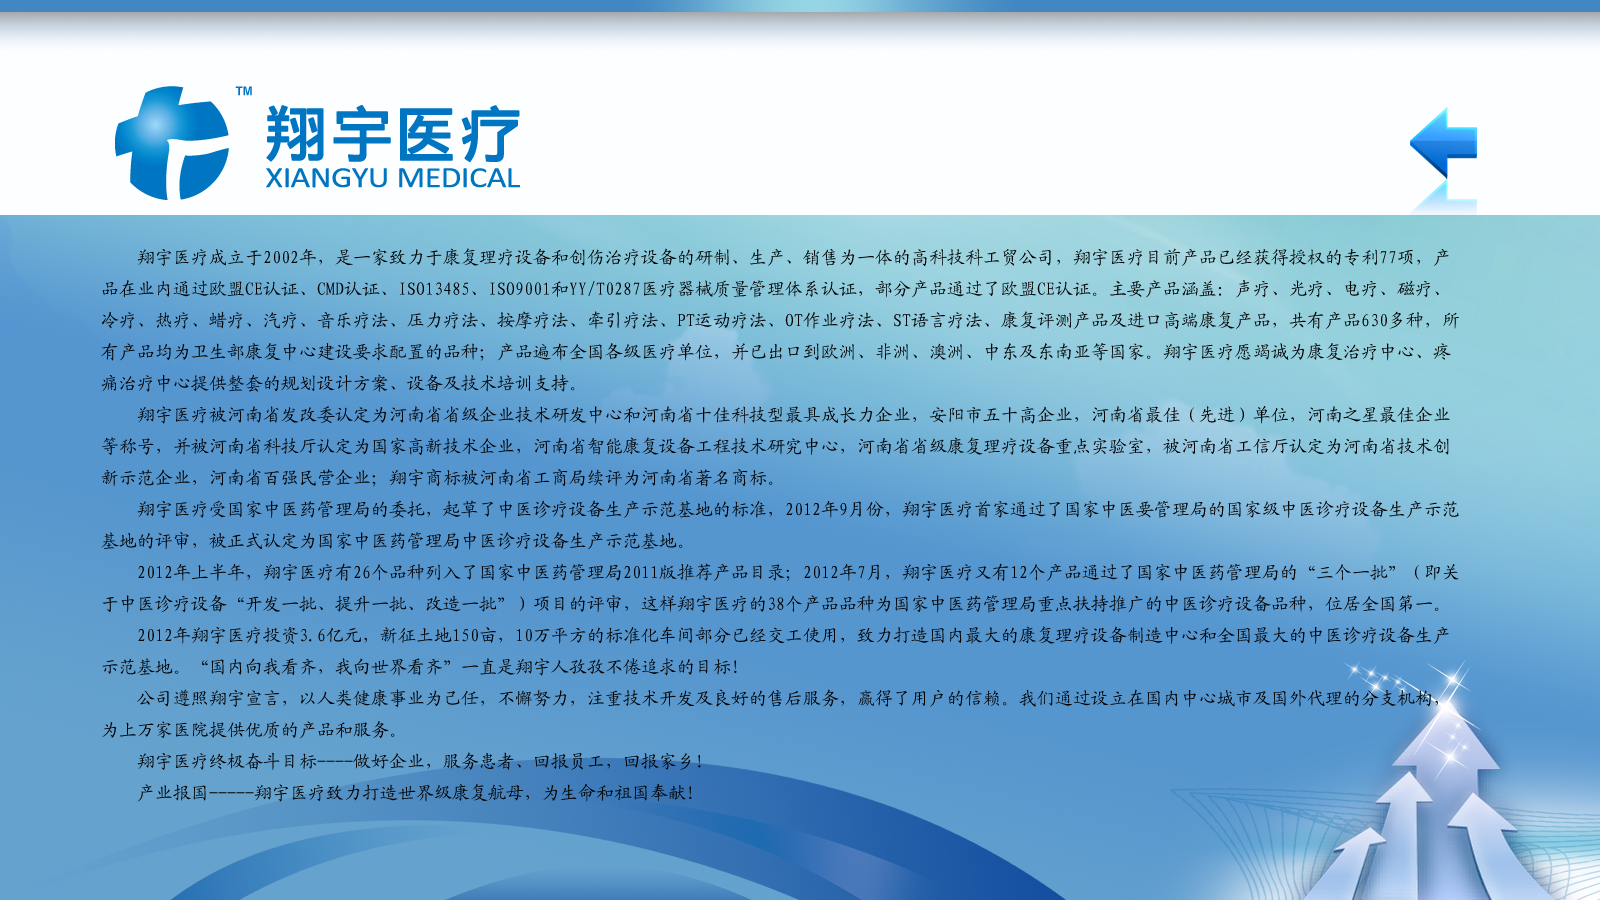 TM
翔宇医疗
XIANGYU MEDICAL
翔宇医疗成立于2002年，是一家致力于康复理疗设备和创伤治疗设备的研制、生产、销售为一体的高科技科工贸公司，翔宇医疗目前产品已经获得授权的专利77项，产
品在业内通过欧盟CE认证、CMD认证、ISO13485、ISO9001和YY/T0287医疗器械质量管理体系认证，部分产品通过了欧盟CE认证。主要产品涵盖：声疗、光疗、电疗、磁疗、
冷疗、热疗、蜡疗、汽疗、音乐疗法、压力疗法、按摩疗法、牵引疗法、PT运动疗法、OT作业疗法、ST语言疗法、康复评测产品及进口高端康复产品，共有产品630多种，所
有产品均为卫生部康复中心建设要求配置的品种；产品遍布全国各级医疗单位，并已出口到欧洲、非洲、澳洲、中东及东南亚等国家。翔宇医疗愿竭诚为康复治疗中心、疼
痛治疗中心提供整套的规划设计方案、设备及技术培训支持。
翔宇医疗被河南省发改委认定为河南省省级企业技术研发中心和河南省十佳科技型最具成长力企业，安阳市五十高企业，河南省最佳（先进）单位，河南之星最佳企业
等称号，并被河南省科技厅认定为国家高新技术企业，河南省智能康复设备工程技术研究中心，河南省省级康复理疗设备重点实验室，被河南省工信厅认定为河南省技术创
新示范企业，河南省百强民营企业；翔宇商标被河南省工商局续评为河南省著名商标。
翔宇医疗受国家中医药管理局的委托，起草了中医诊疗设备生产示范基地的标准，2012年9月份，翔宇医疗首家通过了国家中医要管理局的国家级中医诊疗设备生产示范
基地的评审，被正式认定为国家中医药管理局中医诊疗设备生产示范基地。
2012年上半年，翔宇医疗有26个品种列入了国家中医药管理局2011版推荐产品目录；2012年7月，翔宇医疗又有12个产品通过了国家中医药管理局的“三个一批”（即关
于中医诊疗设备“开发一批、提升一批、改造一批”）项目的评审，这样翔宇医疗的38个产品品种为国家中医药管理局重点扶持推广的中医诊疗设备品种，位居全国第一。
2012年翔宇医疗投资3.6亿元，新征土地150亩，10万平方的标准化车间部分已经交工使用，致力打造国内最大的康复理疗设备制造中心和全国最大的中医诊疗设备生产
示范基地。“国内向我看齐，我向世界看齐”一直是翔宇人孜孜不倦追求的目标！
公司遵照翔宇宣言，以人类健康事业为己任，不懈努力，注重技术开发及良好的售后服务，赢得了用户的信赖。我们通过设立在国内中心城市及国外代理的分支机构，
为上万家医院提供优质的产品和服务。
翔宇医疗终极奋斗目标----做好企业，服务患者、回报员工，回报家乡！
产业报国-----翔宇医疗致力打造世界级康复航母，为生命和祖国奉献！